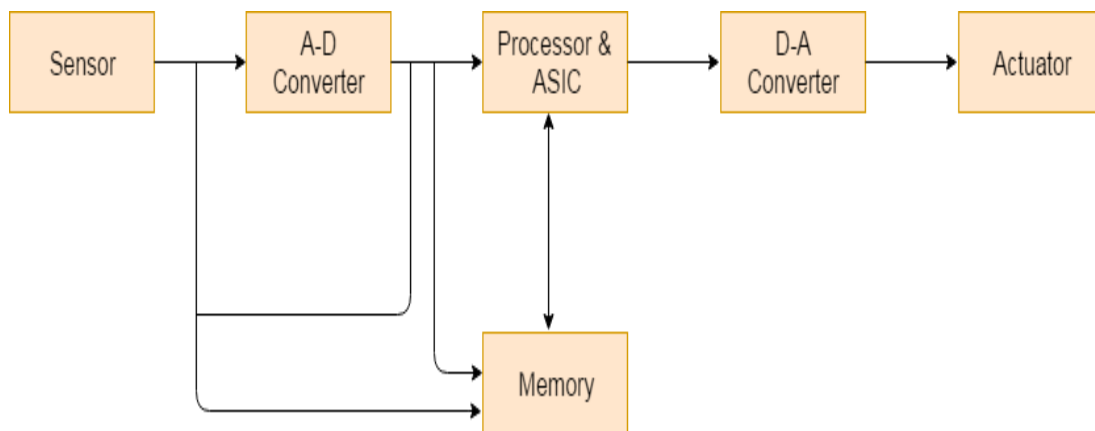 Sensor
A-D
Converter
Processor &
ASIC
D-A
Converter
Actuator
Memory